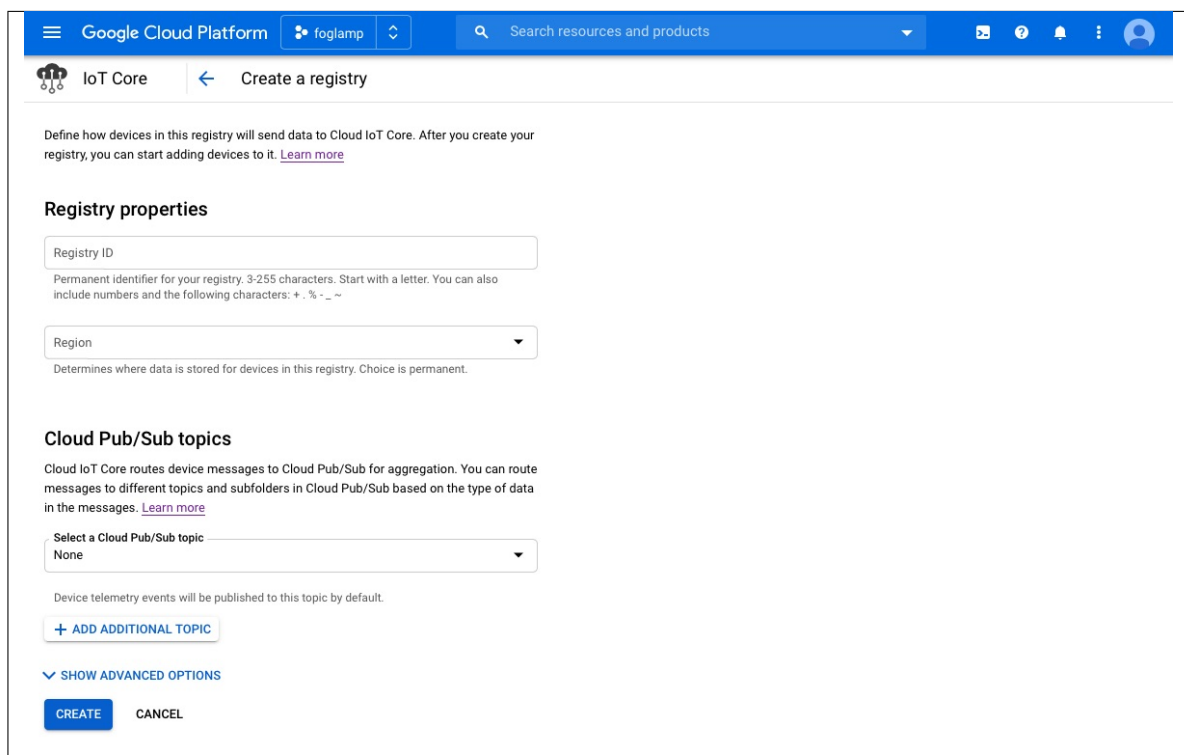 Google Cloud Platform
foglamp
Search resources and products
IoT Core
Create a registry
Define how devices in this registry will send data to Cloud IoT Core. After you create your
registry, you can start adding devices to it. Learn more
Registry properties
Registry ID
Permanent identifier for your registry. 3-255 characters. Start with a letter. You can also
include numbers and the following characters: + . % - _ ~
Region
Determines where data is stored for devices in this registry. Choice is permanent.
Cloud Pub/Sub topics
Cloud IoT Core routes device messages to Cloud Pub/Sub for aggregation. You can route
messages to different topics and subfolders in Cloud Pub/Sub based on the type of data
in the messages. Learn more
Select a Cloud Pub/Sub topic
None
Device telemetry events will be published to this topic by default.
+ ADD ADDITIONAL TOPIC
SHOW ADVANCED OPTIONS
CREATE CANCEL